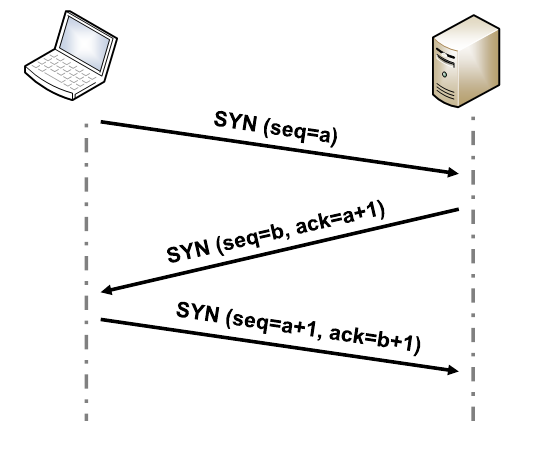 SYN (seq=a)
SYN (seq=b, ack=a+1)
SYN (seq=a+1, ack=b+1)